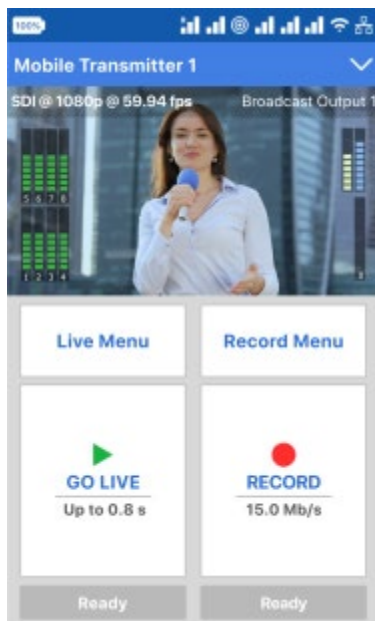 100%
Mobile Transmitter 1
SDI @ 1080p @ 59.94 fps Broadcast Output 1
5 6 7 8
1 2 3 4
Live Menu Record Menu
GO LIVE RECORD
Up to 0.8 s 15.0 Mb/s
Ready Ready